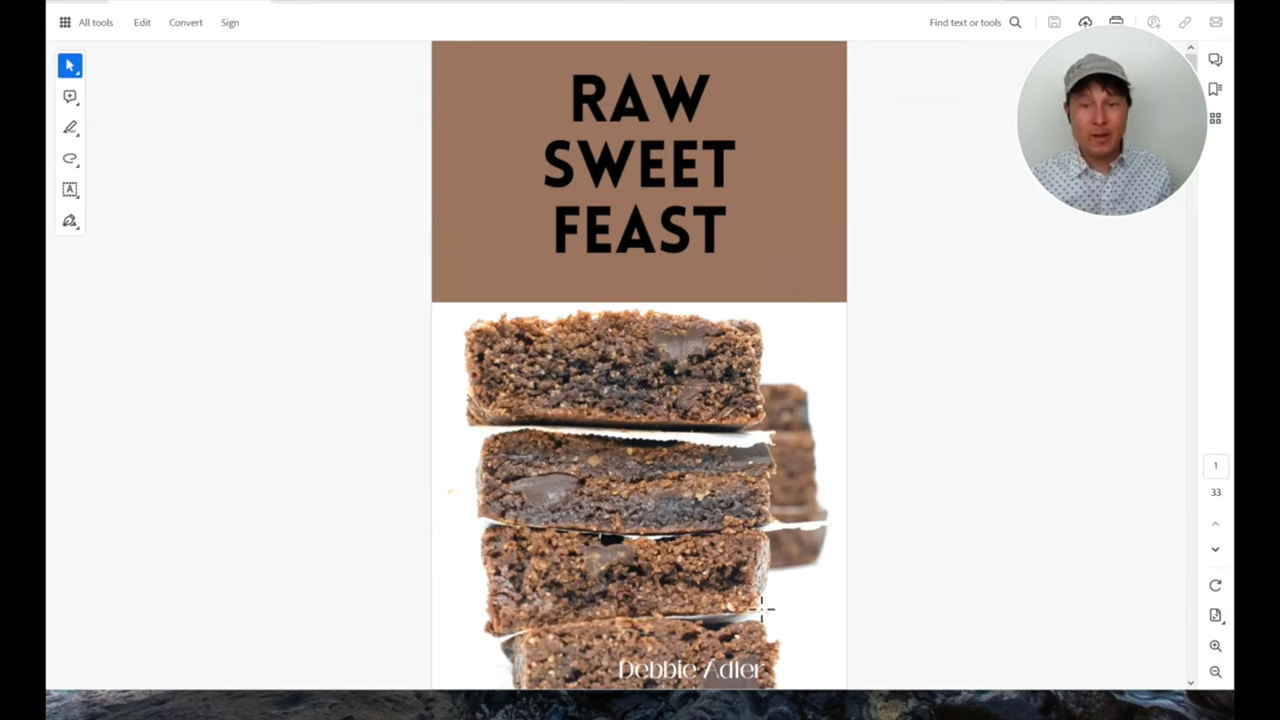 All tools Edit Convert Sign Find text or tools
RAW
SWEET
FEAST
A
1
33
Debbie Adler